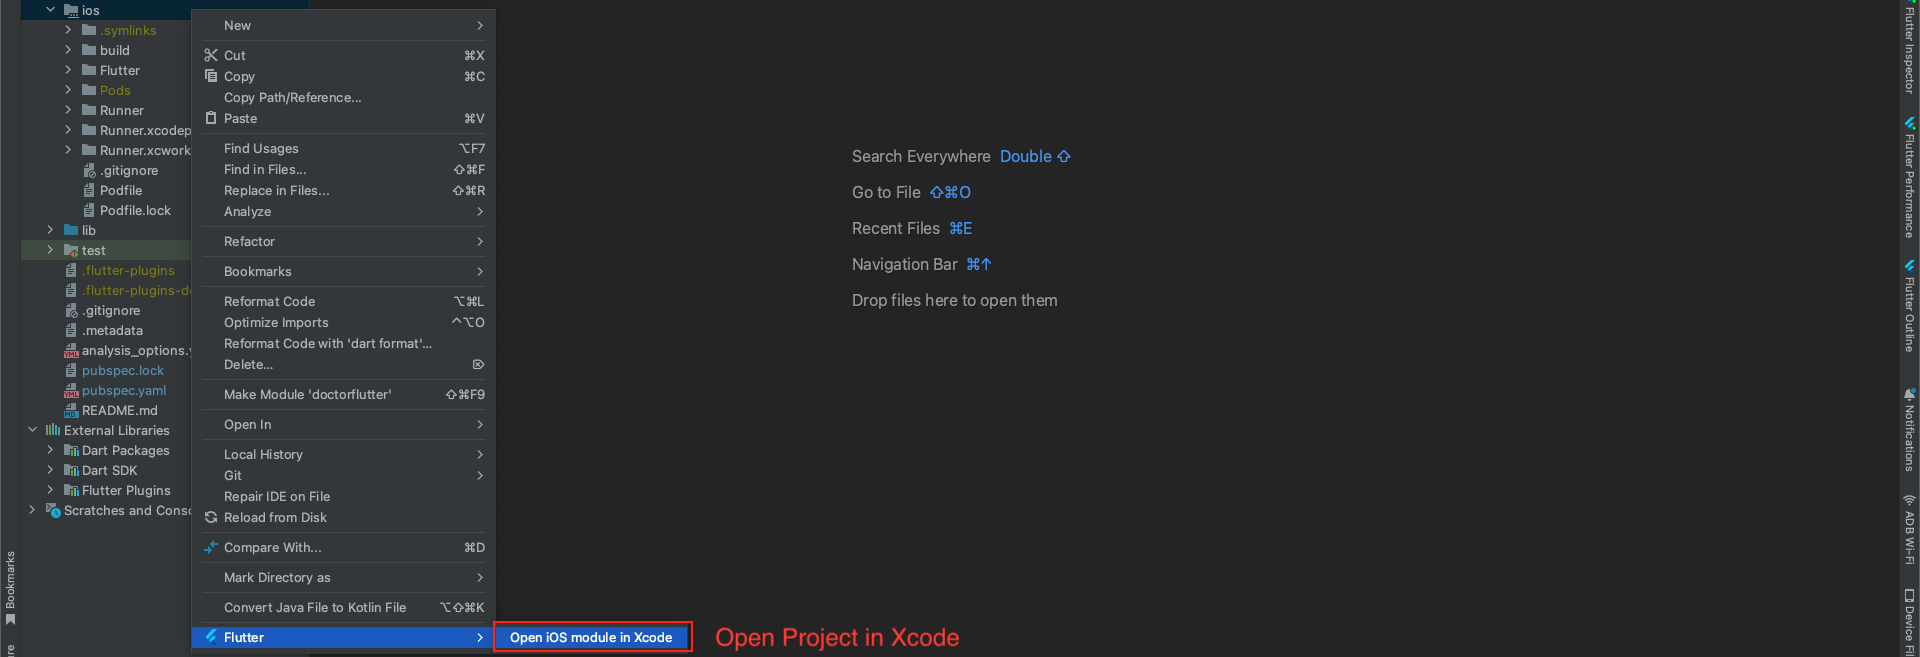 ios
.symlinks
build
Flutter
Pods
Runner
Runner.xcodep
Runner.xcwork
.gitignore
Podfile
Podfile.lock
lib
test
.flutter-plugins
.flutter-plugins-de
.gitignore
.metadata
analysis_options.y
pubspec.lock
pubspec.yaml
README.md
External Libraries
Dart Packages
Dart SDK
Flutter Plugins
Scratches and Conso
Bookmarks
New
Cut ⌘X
Copy ⌘C
Copy Path/Reference...
Paste ⌘V
Find Usages ⌥F7
Find in Files... ⇧⌘F
Replace in Files... ⇧⌘R
Analyze
Refactor
Bookmarks
Reformat Code ⌥⌘L
Optimize Imports ^⌥O
Reformat Code with 'dart format'...
Delete... ⌦
Make Module 'doctorflutter' ⇧⌘F9
Open In
Local History
Git
Repair IDE on File
Reload from Disk
Compare With... ⌘D
Mark Directory as
Convert Java File to Kotlin File ⌥⇧⌘K
Flutter
Open iOS module in Xcode
Open Project in Xcode
Search Everywhere Double ⇧
Go to File ⇧⌘O
Recent Files ⌘E
Navigation Bar ⌘↑
Drop files here to open them
Flutter Inspector
Flutter Performance
Flutter Outline
Notifications
ADB Wi-Fi
Device Fil